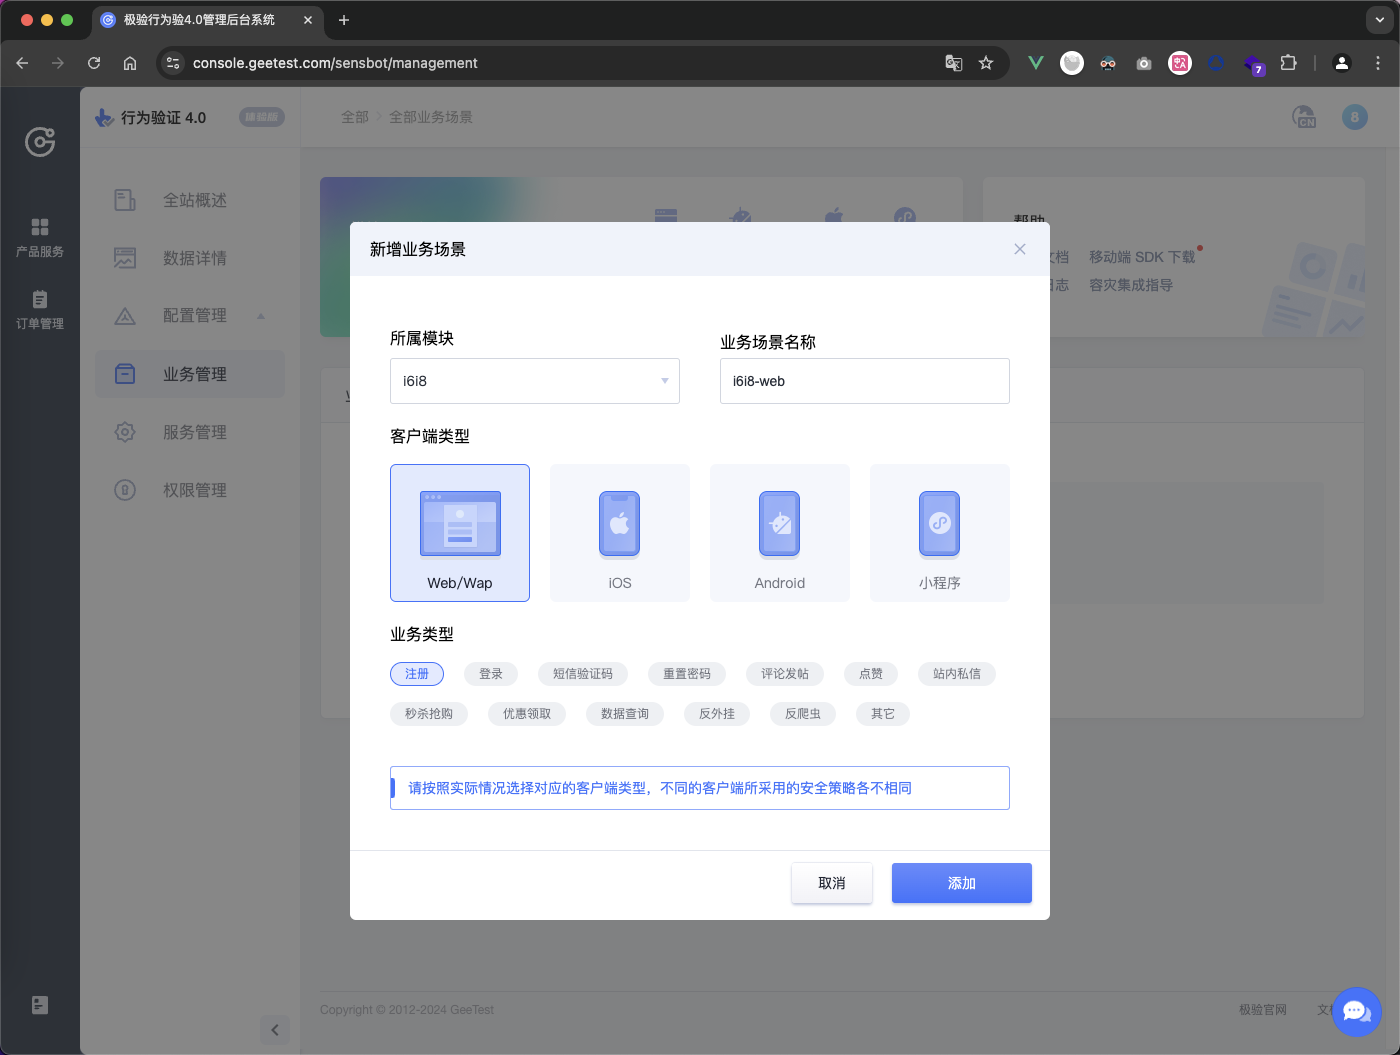 极验行为验4.0管理后台系统
console.geetest.com/sensbot/management
7
行为验证 4.0
体验版
全部 > 全部业务场景
CN
8
产品服务
订单管理
全站概述
数据详情
配置管理
业务管理
服务管理
权限管理
帮助
文档
移动端 SDK 下载
日志
容灾集成指导
新增业务场景
所属模块
业务场景名称
i6i8
i6i8-web
客户端类型
Web/Wap
iOS
Android
小程序
业务类型
注册
登录
短信验证码
重置密码
评论发帖
点赞
站内私信
秒杀抢购
优惠领取
数据查询
反外挂
反爬虫
其它
请按照实际情况选择对应的客户端类型，不同的客户端所采用的安全策略各不相同
取消
添加
Copyright © 2012-2024 GeeTest
极验官网
文